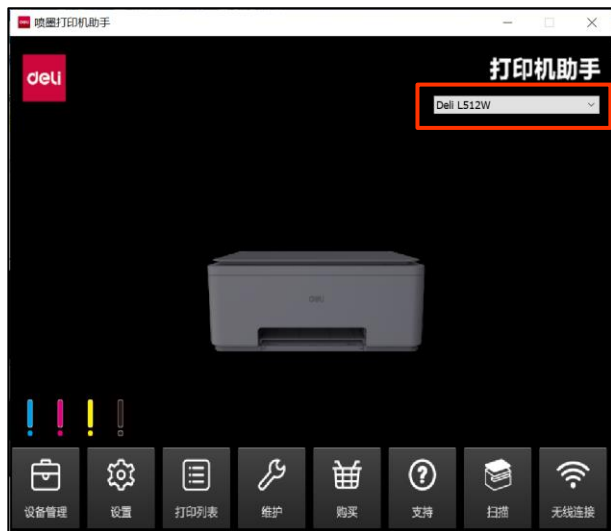 喷墨打印机助手
deli
打印机助手
Deli L512W
deli
设备管理
设置
打印列表
维护
购买
支持
扫描
无线连接